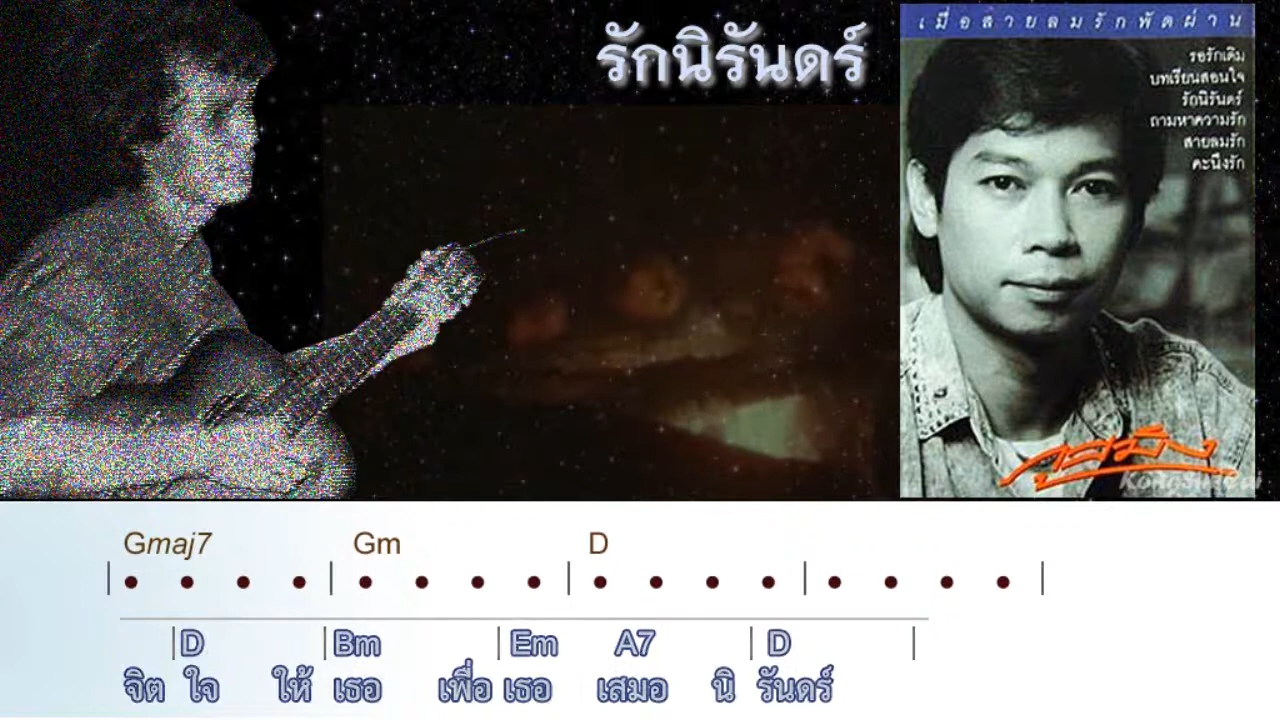 รักนิรันดร์
เมื่อสายลมรักพัดผ่าน
รอรักเดิม
บทเรียนสอนใจ
รักนิรันดร์
ถามหาความรัก
สายลมรัก
คะนึงรัก
Gmaj7 Gm D
D Bm Em A7 D
จิต ใจ ให้ เธอ เพื่อ เธอ เสมอ นิ รันดร์